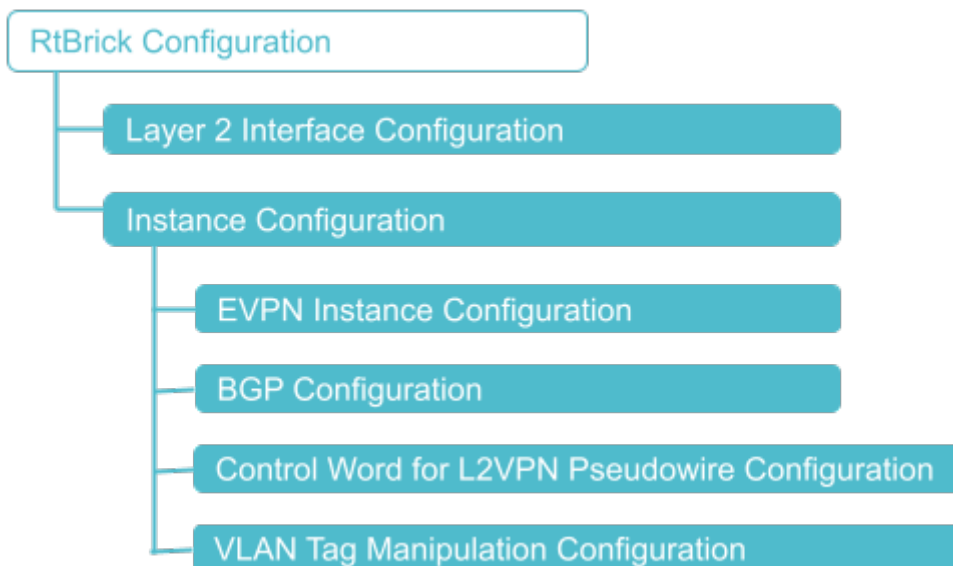 RtBrick Configuration
Layer 2 Interface Configuration
Instance Configuration
EVPN Instance Configuration
BGP Configuration
Control Word for L2VPN Pseudowire Configuration
VLAN Tag Manipulation Configuration